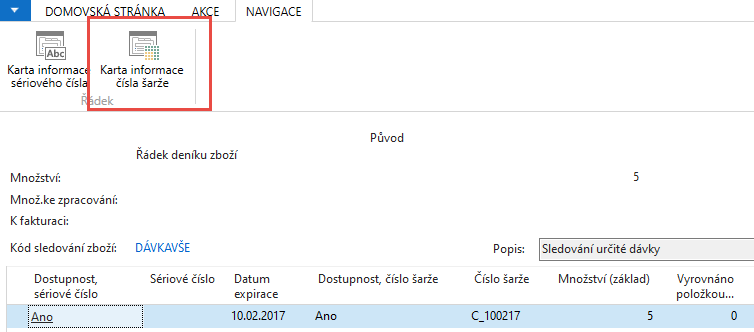 DOMOVSKÁ STRÁNKA AKCE NAVIGACE
Karta informace sériového čísla
Karta informace čísla šarže
Řádek
Původ
Řádek deníku zboží
Množství: 5
Množ.ke zpracování:
K fakturaci:
Kód sledování zboží: DÁVKAVŠE Popis: Sledování určité dávky
Dostupnost, sériové číslo Sériové číslo Datum expirace Dostupnost, číslo šarže Číslo šarže Množství (základ) Vyrovnáno položkou...
Ano 10.02.2017 Ano C_100217 5 0